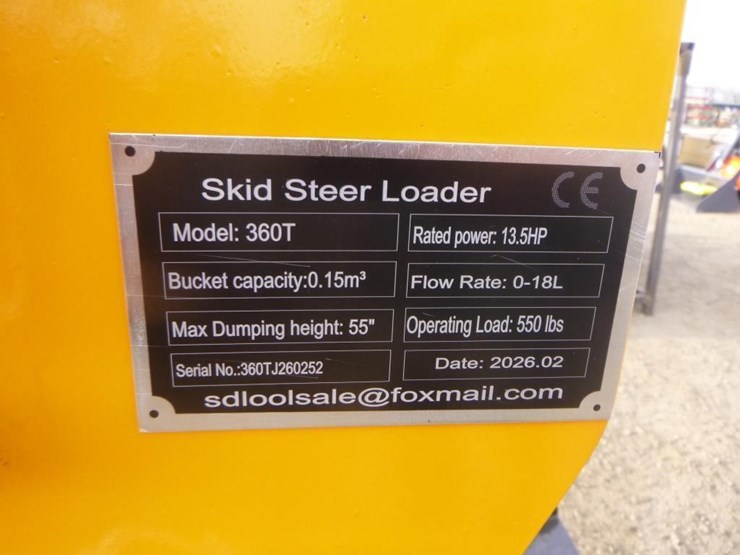 Skid Steer Loader CE
Model: 360T
Rated power: 13.5HP
Bucket capacity:0.15m³
Flow Rate: 0-18L
Max Dumping height: 55"
Operating Load: 550 lbs
Serial No.:360TJ260252
Date: 2026.02
sdloolsale@foxmail.com